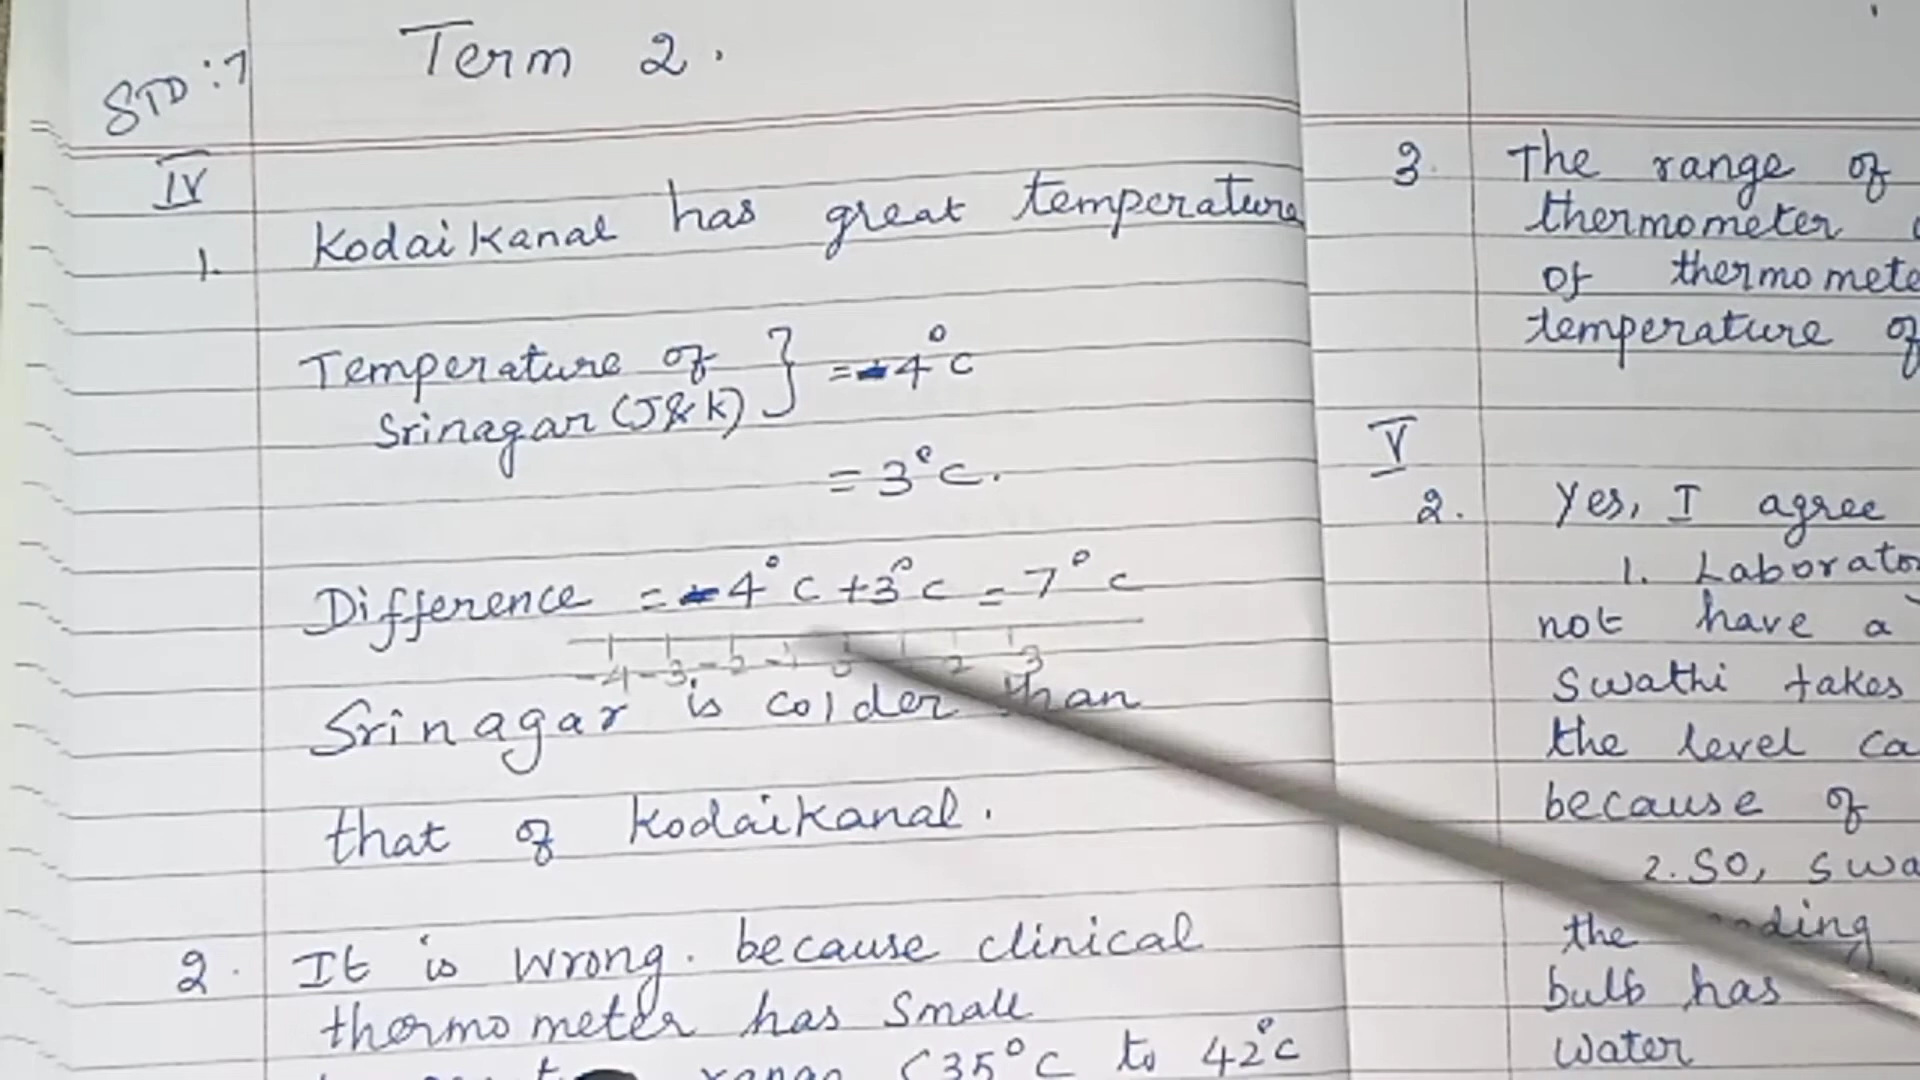 Term 2.
STD:7
IV
1. Kodaikanal has great temperature
Temperature of } = -4°C
Srinagar (J&K)
= 3°C.
Difference = -4°C + 3°C = 7°C
-4 -3 -2 -1 0 1 2 3
Srinagar is colder than
that of Kodaikanal.
2. It is wrong. because clinical
thermometer has small
range (35°C to 42°C
3. The range of
thermometer
of thermomete
temperature of
V
2. Yes, I agree
1. Laborato
not have a
Swathi takes
the level ca
because of
2. So, swa
the
bulb has
water